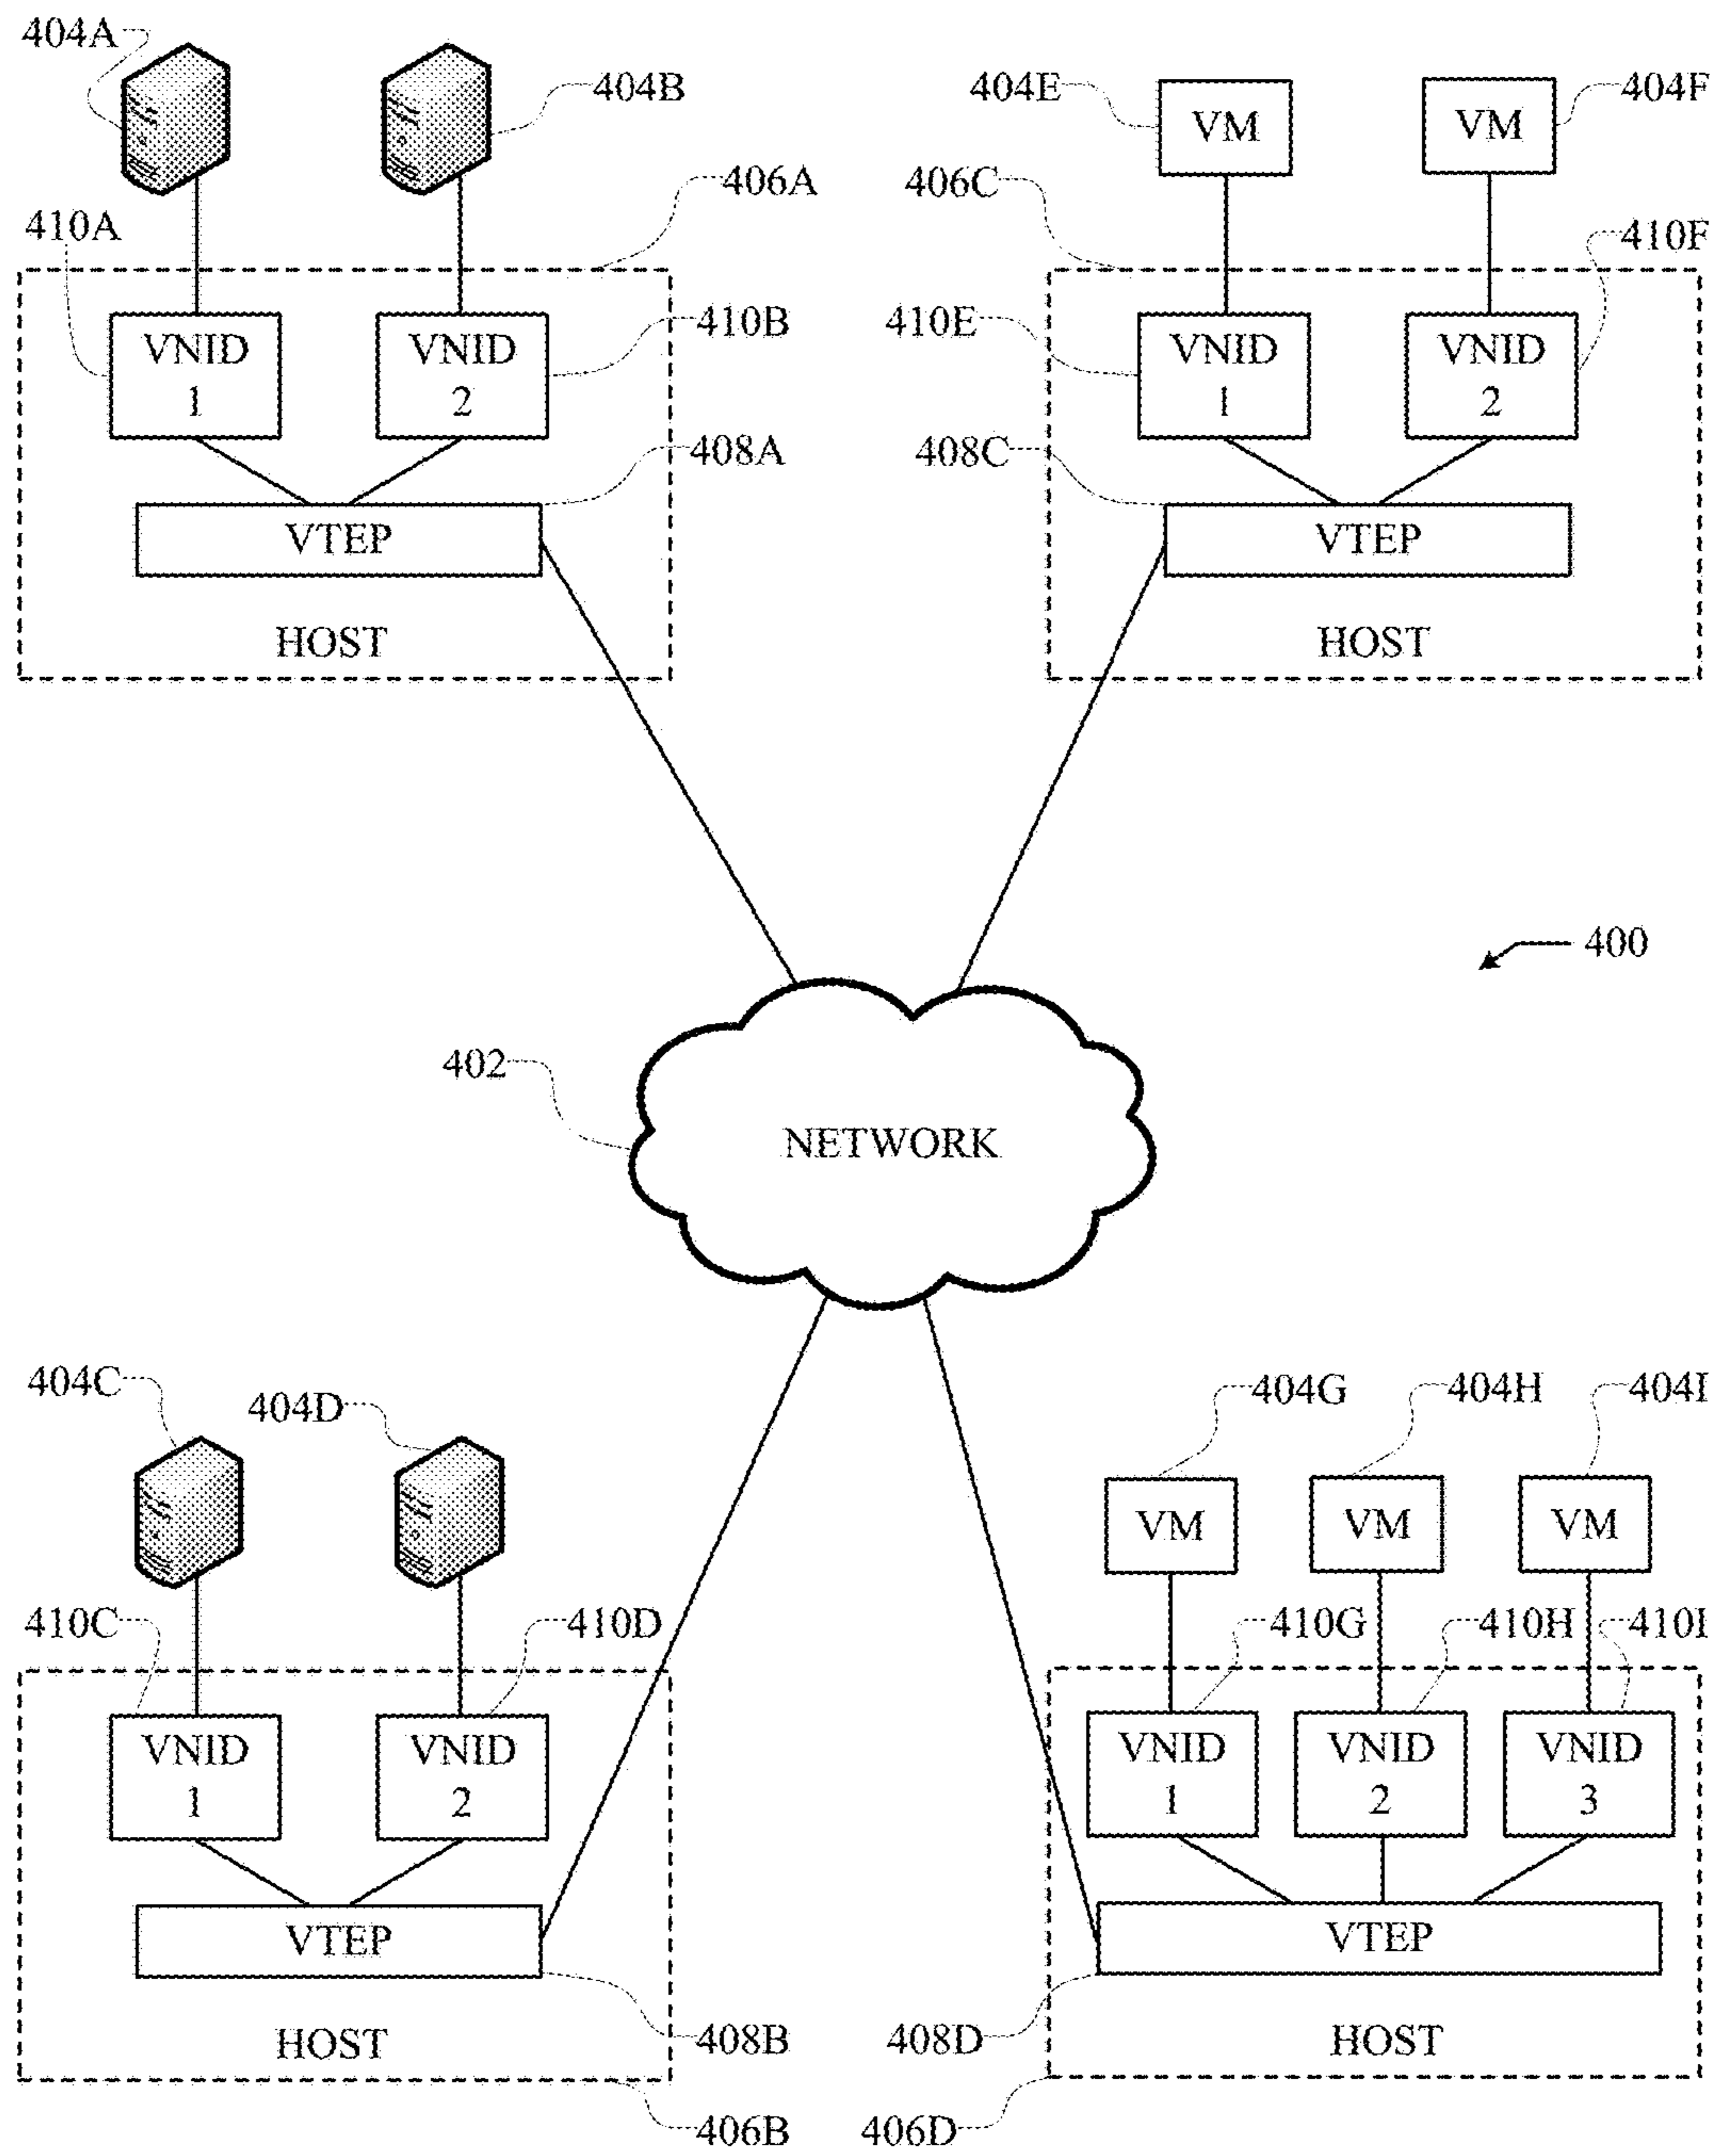 404A
404B
404E
VM
VM
404F
406A
406C
410A
410F
VNID
1
VNID
2
410B
410E
VNID
1
VNID
2
408A
408C
VTEP
VTEP
HOST
HOST
400
402
NETWORK
404C
404D
404G
404H
404I
VM
VM
VM
410C
410D
410G
410H
410I
VNID
1
VNID
2
VNID
1
VNID
2
VNID
3
VTEP
VTEP
HOST
408B
408D
HOST
406B
406D